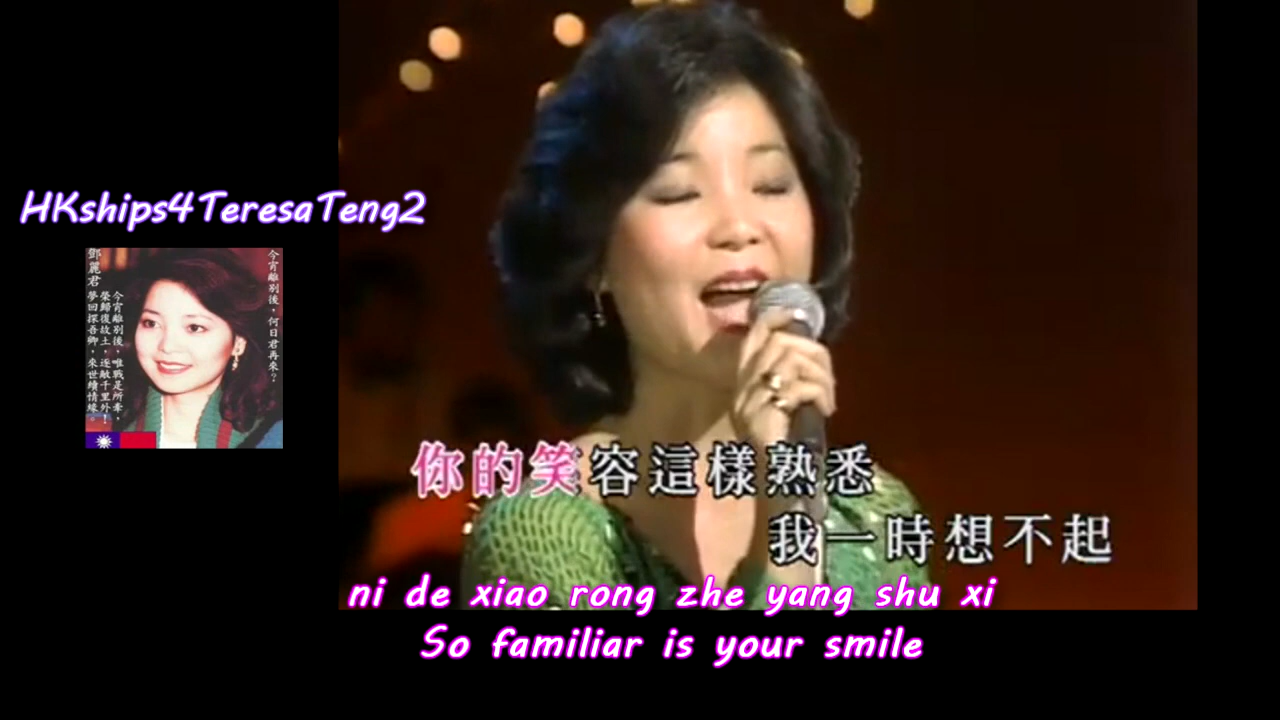 HKships4TeresaTeng2
今宵離別後，何日君再來？
鄧麗君
今宵離別後，唯戰是所牽，
榮歸復故土，逐敵千里外！
夢回探吾卿，來世續情緣。
你的笑容這樣熟悉
我一時想不起
ni de xiao rong zhe yang shu xi
So familiar is your smile